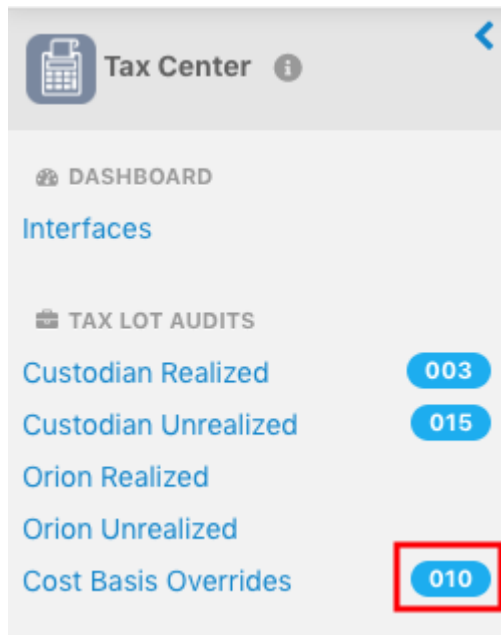 Tax Center
DASHBOARD
Interfaces
TAX LOT AUDITS
Custodian Realized 003
Custodian Unrealized 015
Orion Realized
Orion Unrealized
Cost Basis Overrides 010